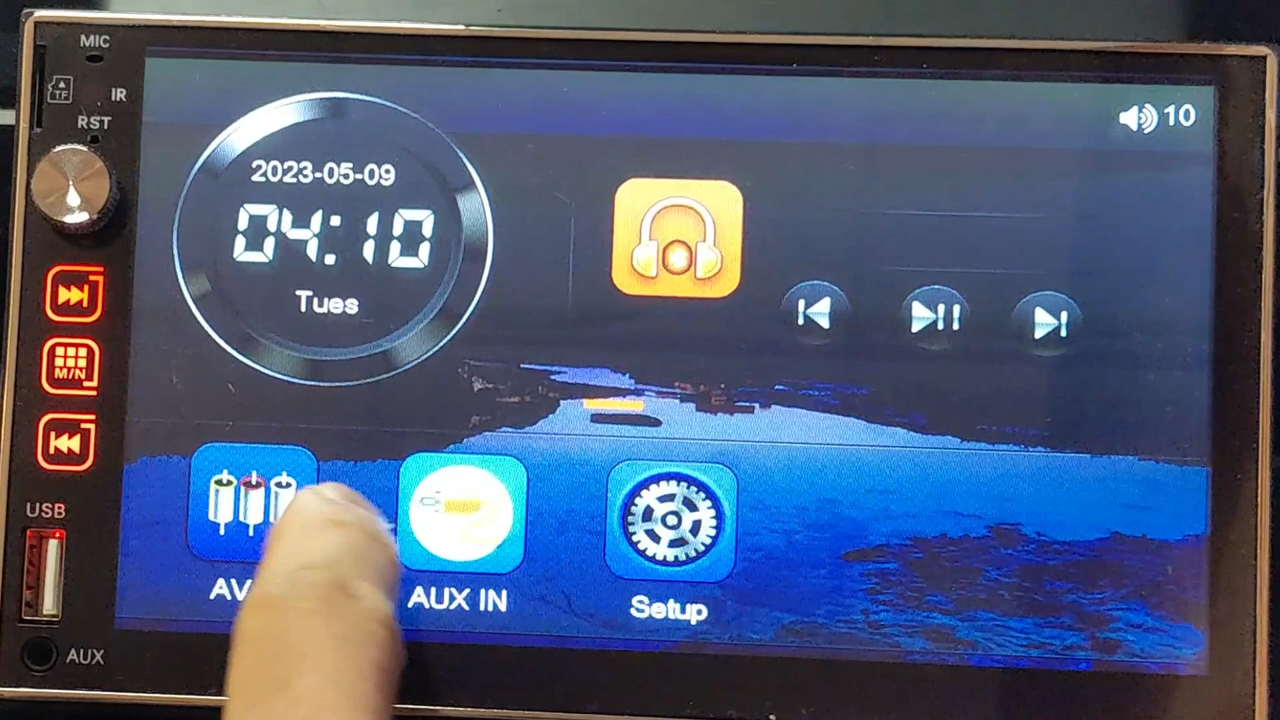 MIC
TF
IR
RST
M/N
USB
AUX
10
2023-05-09
04:10
Tues
AV
AUX IN
Setup